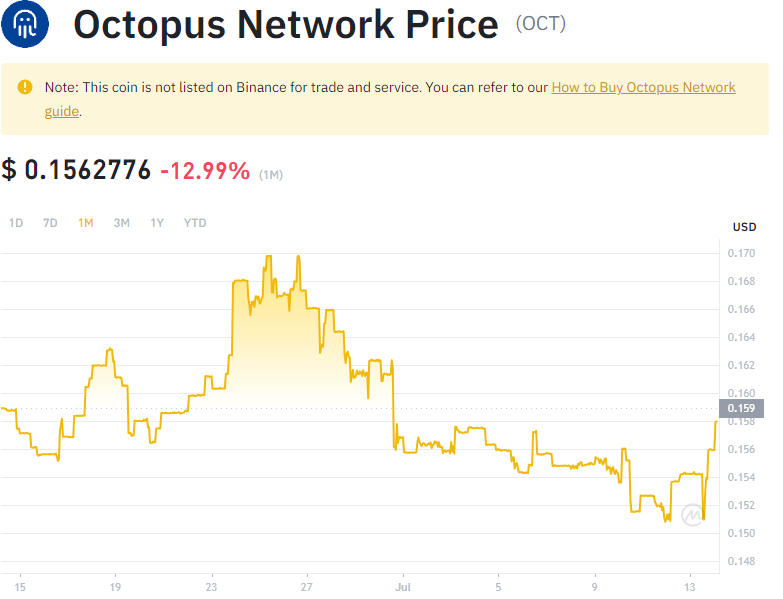 Octopus Network Price (OCT)
Note: This coin is not listed on Binance for trade and service. You can refer to our How to Buy Octopus Network
guide.
$ 0.1562776 -12.99% (1M)
1D 7D 1M 3M 1Y YTD
USD
0.170
0.168
0.166
0.164
0.162
0.160
0.159
0.158
0.156
0.154
0.152
0.150
0.148
15 19 23 27 Jul 5 9 13